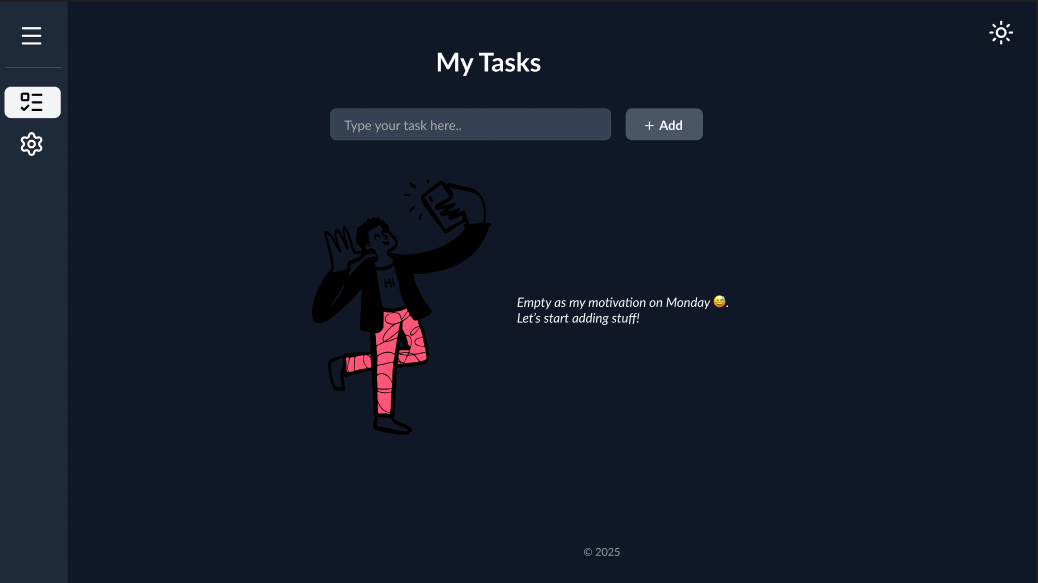 My Tasks
Type your task here..
+ Add
Hi
Empty as my motivation on Monday 😅.
Let's start adding stuff!
© 2025